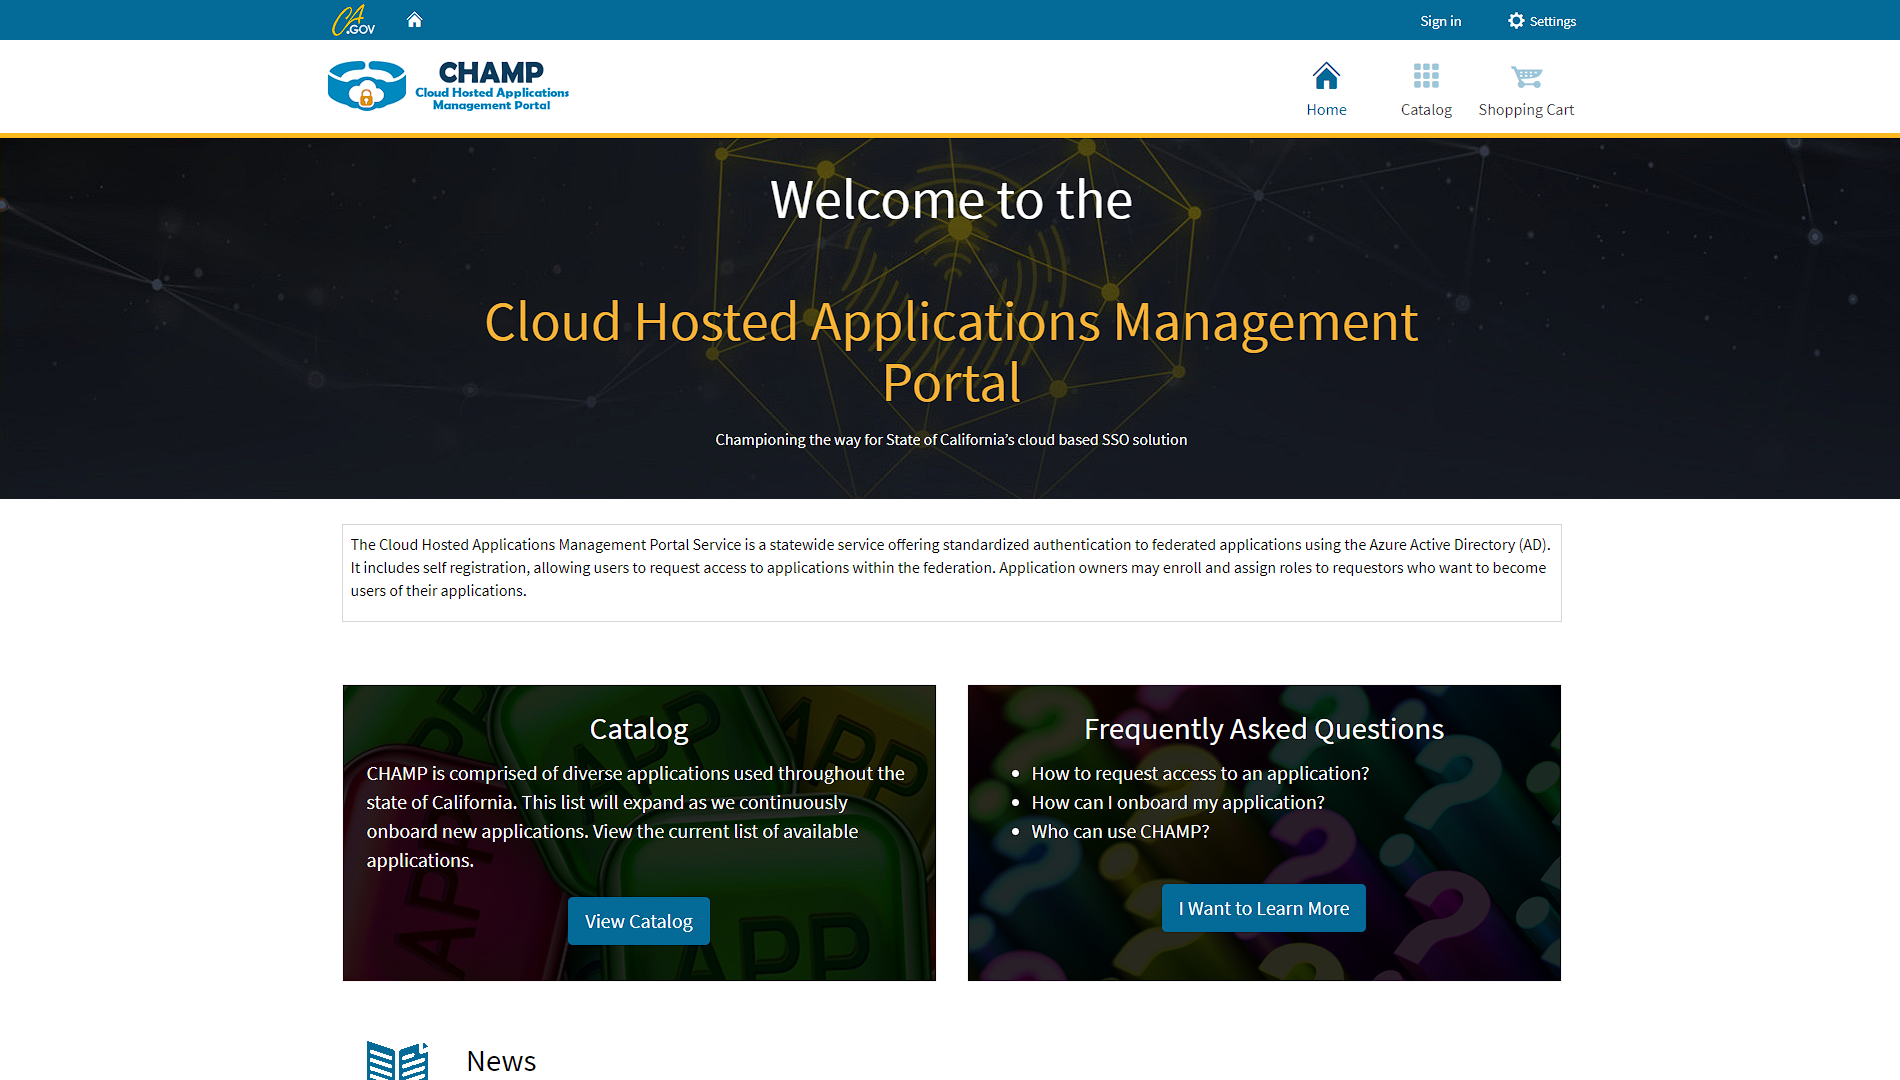 CA.GOV
Sign in
Settings
CHAMP
Cloud Hosted Applications
Management Portal
Home
Catalog
Shopping Cart
Welcome to the
Cloud Hosted Applications Management
Portal
Championing the way for State of California’s cloud based SSO solution
The Cloud Hosted Applications Management Portal Service is a statewide service offering standardized authentication to federated applications using the Azure Active Directory (AD).
It includes self registration, allowing users to request access to applications within the federation. Application owners may enroll and assign roles to requestors who want to become
users of their applications.
Catalog
CHAMP is comprised of diverse applications used throughout the
state of California. This list will expand as we continuously
onboard new applications. View the current list of available
applications.
View Catalog
APP
APP
APP
APP
APP
Frequently Asked Questions
• How to request access to an application?
• How can I onboard my application?
• Who can use CHAMP?
I Want to Learn More
News